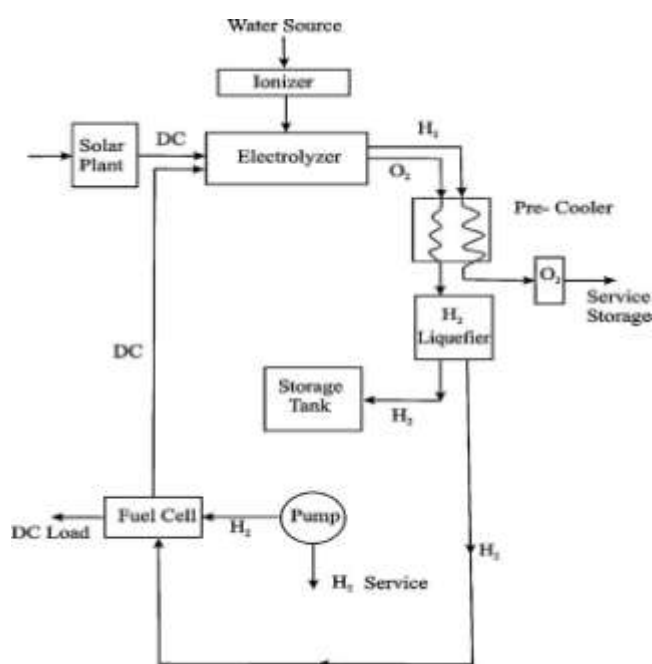 Water Source
Ionizer
H₂
Solar
Plant
DC
Electrolyzer
O₂
Pre- Cooler
O₂
Service
Storage
H₂
Liquefier
DC
Storage
Tank
H₂
Fuel Cell
H₂
Pump
DC Load
H₂
H₂ Service